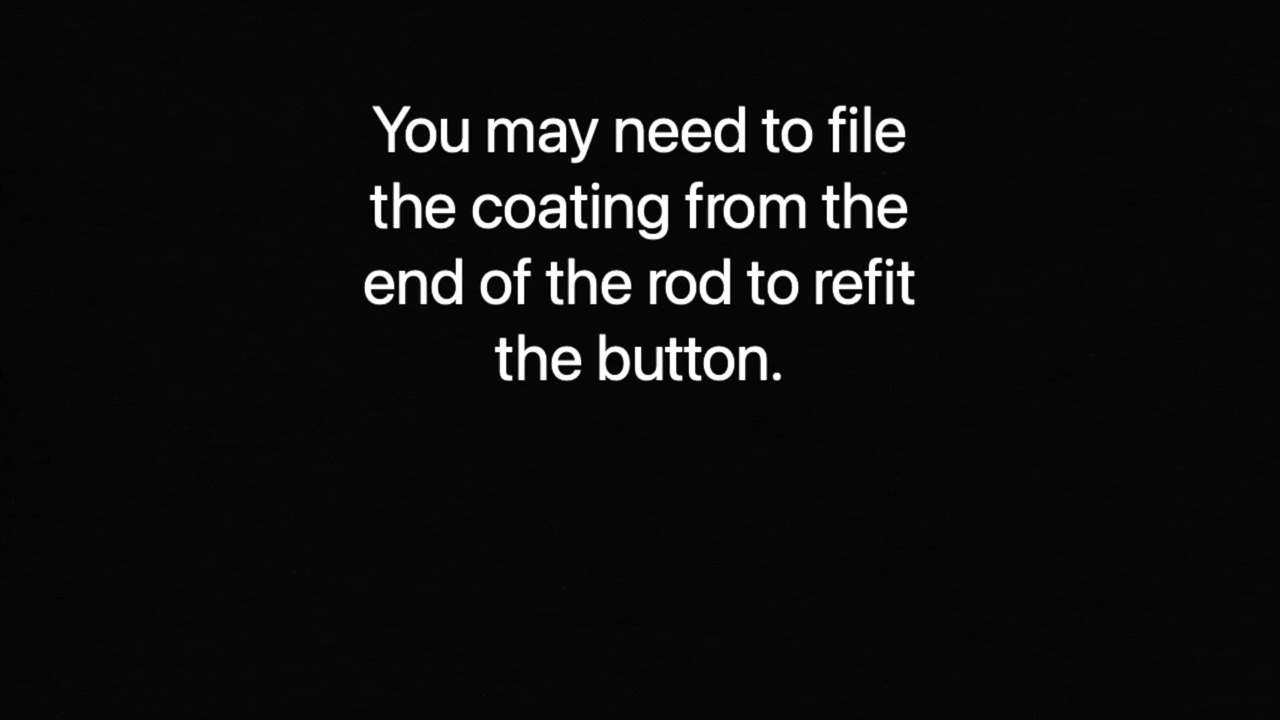 You may need to file
the coating from the
end of the rod to refit
the button.